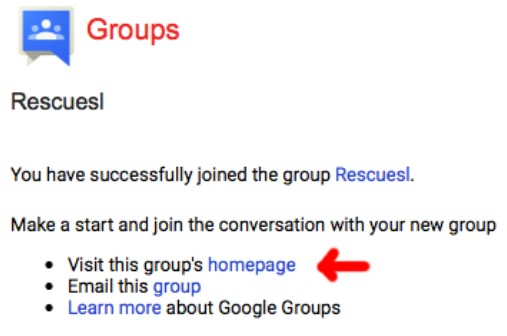 Groups
Rescuesl
You have successfully joined the group Rescuesl.
Make a start and join the conversation with your new group
• Visit this group's homepage
• Email this group
• Learn more about Google Groups